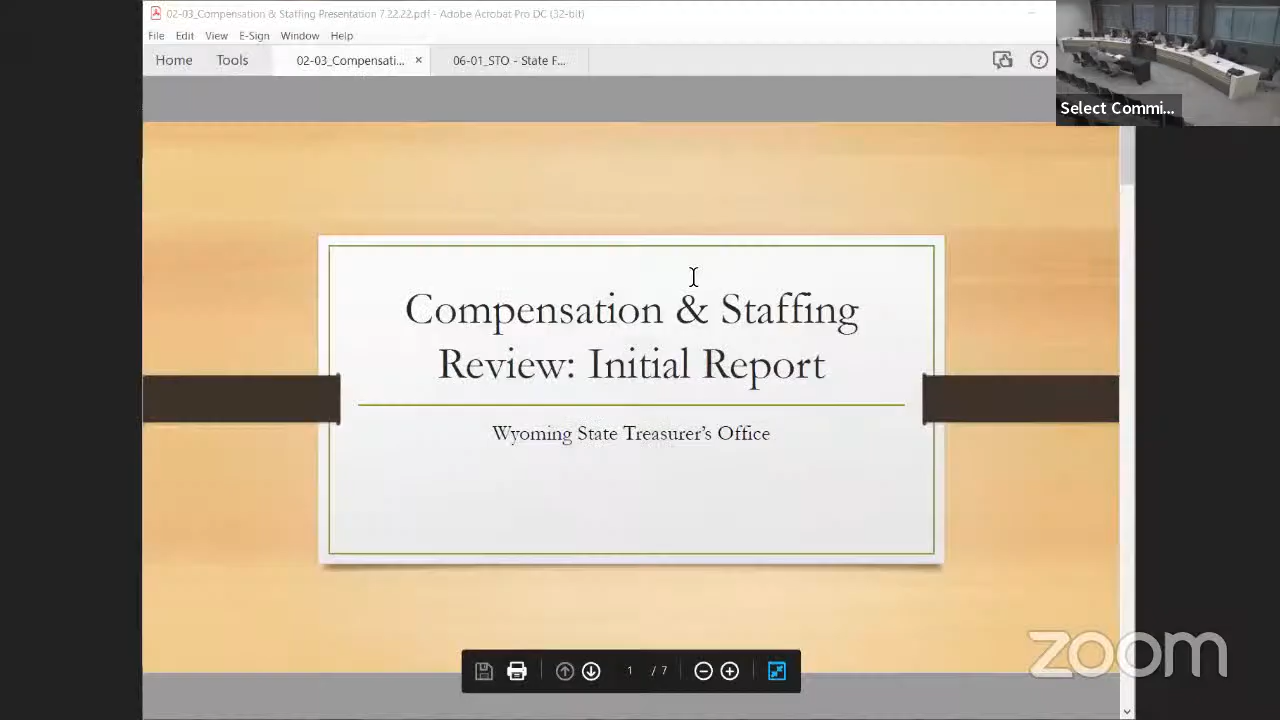 02-03_Compensation & Staffing Presentation 7.22.22.pdf - Adobe Acrobat Pro DC (32-bit)
File Edit View E-Sign Window Help
Home Tools 02-03_Compensati... × 06-01_STO - State F...
Select Commi...
Compensation & Staffing
Review: Initial Report
Wyoming State Treasurer's Office
1 / 7
zoom